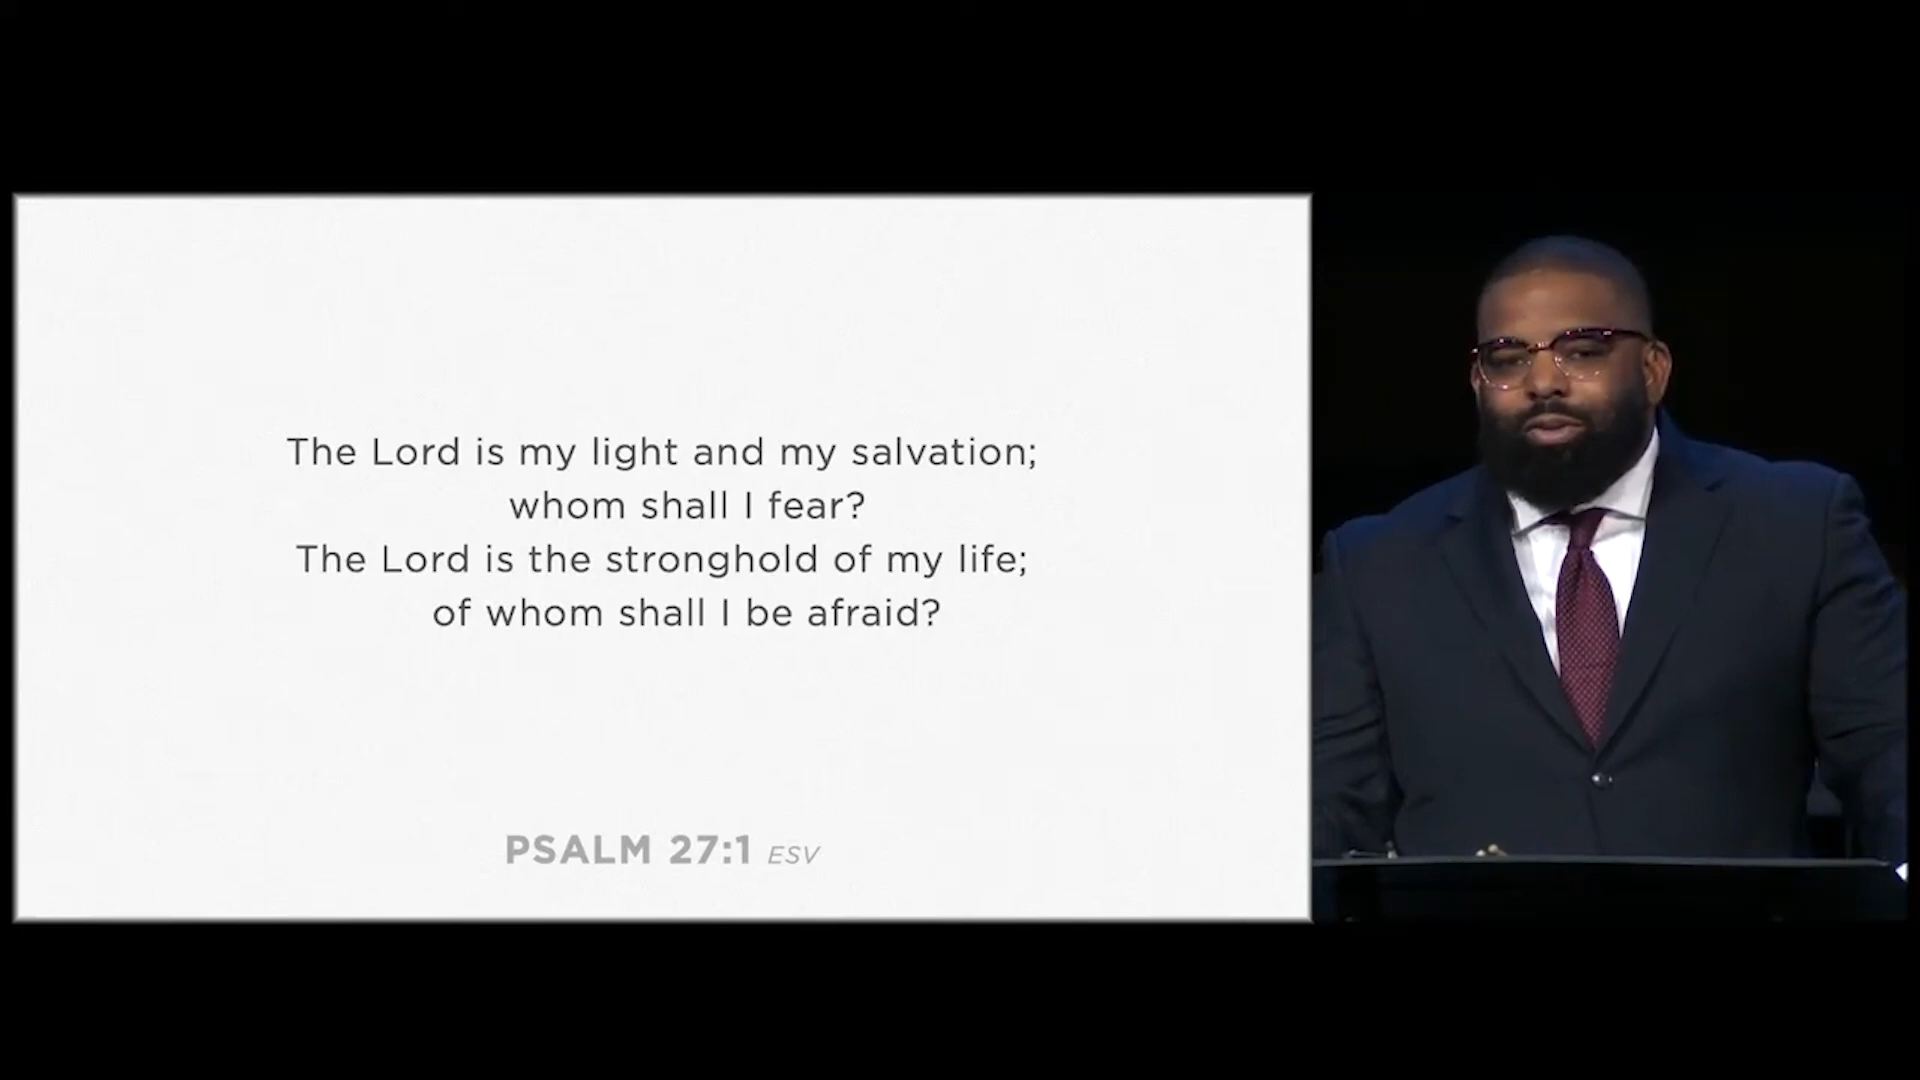 The Lord is my light and my salvation;
whom shall I fear?
The Lord is the stronghold of my life;
of whom shall I be afraid?
PSALM 27:1 ESV